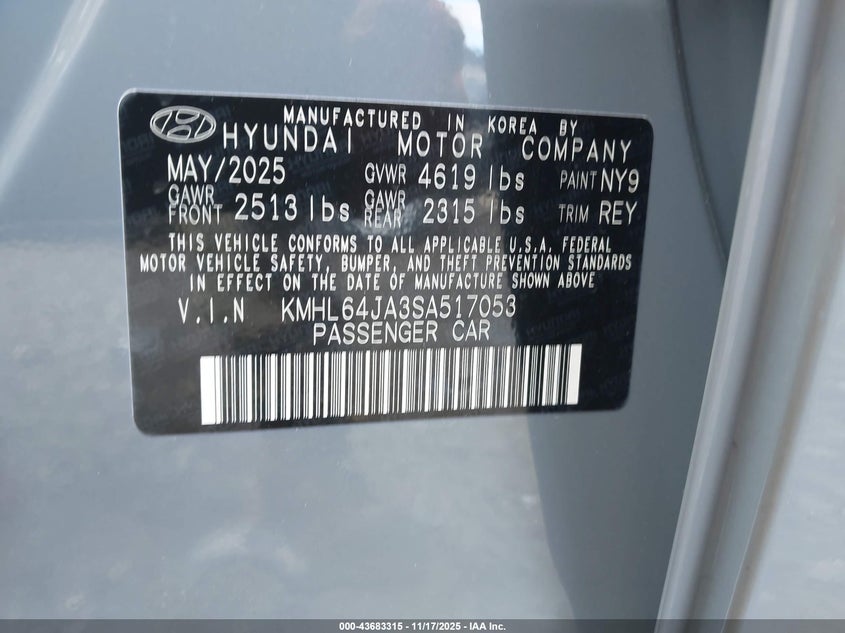 MANUFACTURED IN KOREA BY
HYUNDAI MOTOR COMPANY
MAY/2025 GVWR 4619 lbs PAINT NY9
GAWR FRONT 2513 lbs GAWR REAR 2315 lbs TRIM REY
THIS VEHICLE CONFORMS TO ALL APPLICABLE U.S.A. FEDERAL
MOTOR VEHICLE SAFETY, BUMPER, AND THEFT PREVENTION STANDARDS
IN EFFECT ON THE DATE OF MANUFACTURE SHOWN ABOVE
V.I.N KMHL64JA3SA517053
PASSENGER CAR
000-43683315 | 11/17/2025 - IAA Inc.